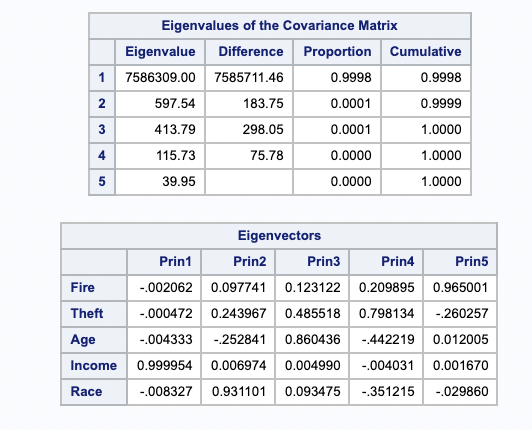 Eigenvalues of the Covariance Matrix
Eigenvalue Difference Proportion Cumulative
1 7586309.00 7585711.46 0.9998 0.9998
2 597.54 183.75 0.0001 0.9999
3 413.79 298.05 0.0001 1.0000
4 115.73 75.78 0.0000 1.0000
5 39.95 0.0000 1.0000
Eigenvectors
Prin1 Prin2 Prin3 Prin4 Prin5
Fire -.002062 0.097741 0.123122 0.209895 0.965001
Theft -.000472 0.243967 0.485518 0.798134 -.260257
Age -.004333 -.252841 0.860436 -.442219 0.012005
Income 0.999954 0.006974 0.004990 -.004031 0.001670
Race -.008327 0.931101 0.093475 -.351215 -.029860